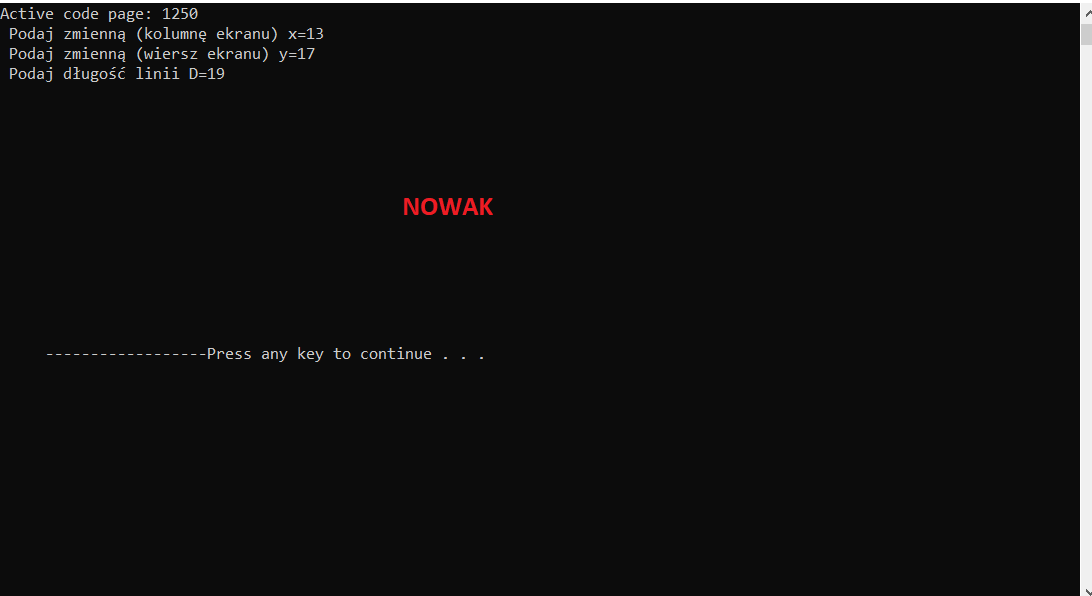 Active code page: 1250
Podaj zmienną (kolumnę ekranu) x=13
Podaj zmienną (wiersz ekranu) y=17
Podaj długość linii D=19
NOWAK
------------------Press any key to continue . . .